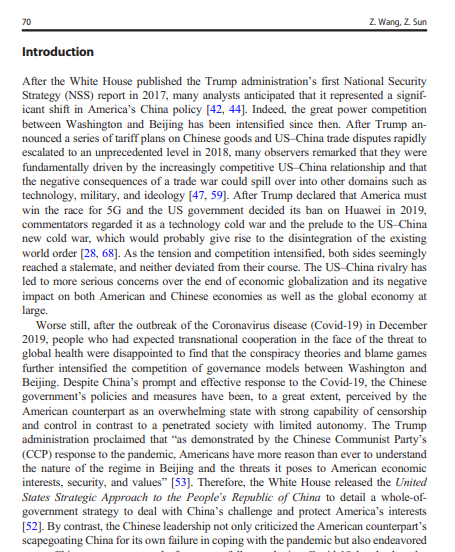 70 Z. Wang, Z. Sun
Introduction
After the White House published the Trump administration's first National Security
Strategy (NSS) report in 2017, many analysts anticipated that it represented a signif-
icant shift in America's China policy [42, 44]. Indeed, the great power competition
between Washington and Beijing has been intensified since then. After Trump an-
nounced a series of tariff plans on Chinese goods and US–China trade disputes rapidly
escalated to an unprecedented level in 2018, many observers remarked that they were
fundamentally driven by the increasingly competitive US–China relationship and that
the negative consequences of a trade war could spill over into other domains such as
technology, military, and ideology [47, 59]. After Trump declared that America must
win the race for 5G and the US government decided its ban on Huawei in 2019,
commentators regarded it as a technology cold war and the prelude to the US–China
new cold war, which would probably give rise to the disintegration of the existing
world order [28, 68]. As the tension and competition intensified, both sides seemingly
reached a stalemate, and neither deviated from their course. The US–China rivalry has
led to more serious concerns over the end of economic globalization and its negative
impact on both American and Chinese economies as well as the global economy at
large.
Worse still, after the outbreak of the Coronavirus disease (Covid-19) in December
2019, people who had expected transnational cooperation in the face of the threat to
global health were disappointed to find that the conspiracy theories and blame games
further intensified the competition of governance models between Washington and
Beijing. Despite China's prompt and effective response to the Covid-19, the Chinese
government's policies and measures have been, to a great extent, perceived by the
American counterpart as an overwhelming state with strong capability of censorship
and control in contrast to a penetrated society with limited autonomy. The Trump
administration proclaimed that “as demonstrated by the Chinese Communist Party's
(CCP) response to the pandemic, Americans have more reason than ever to understand
the nature of the regime in Beijing and the threats it poses to American economic
interests, security, and values” [53]. Therefore, the White House released the United
States Strategic Approach to the People's Republic of China to detail a whole-of-
government strategy to deal with China's challenge and protect America's interests
[52]. By contrast, the Chinese leadership not only criticized the American counterpart's
scapegoating China for its own failure in coping with the pandemic but also endeavored